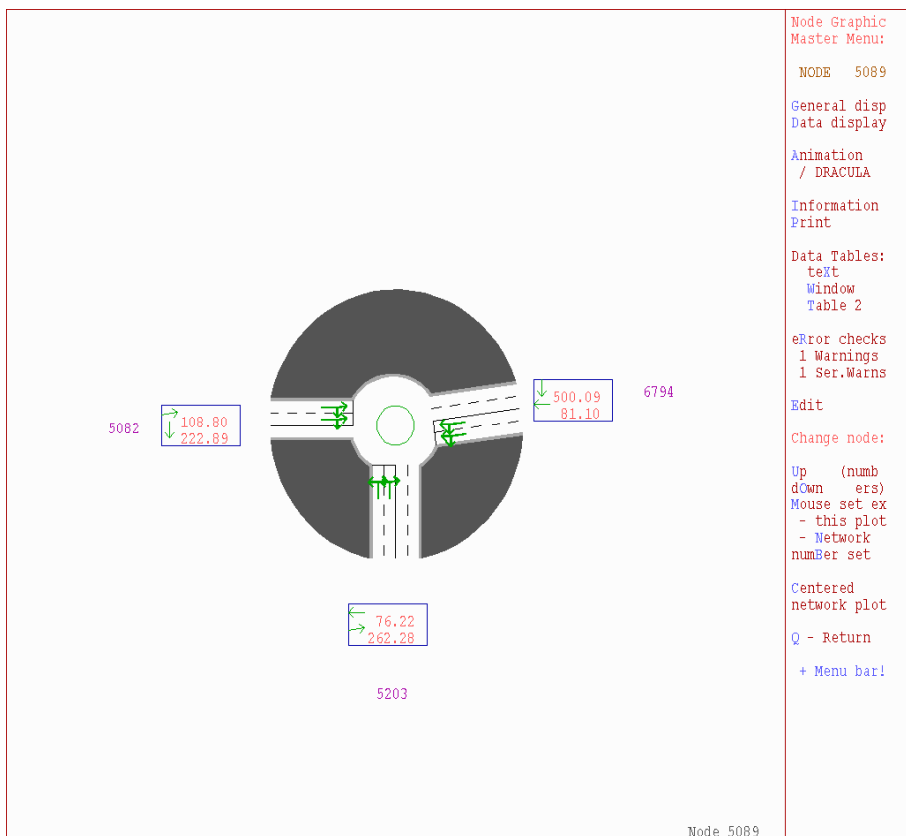 Node Graphic
Master Menu:
NODE 5089
General disp
Data display
Animation
/ DRACULA
Information
Print
Data Tables:
teXt
Window
Table 2
eRror checks
1 Warnings
1 Ser.Warns
Edit
Change node:
Up (numb
dOwn ers)
Mouse set ex
- this plot
- Network
numBer set
Centered
network plot
Q - Return
+ Menu bar!
500.09
81.10
6794
5082
108.80
222.89
76.22
262.28
5203
Node 5089